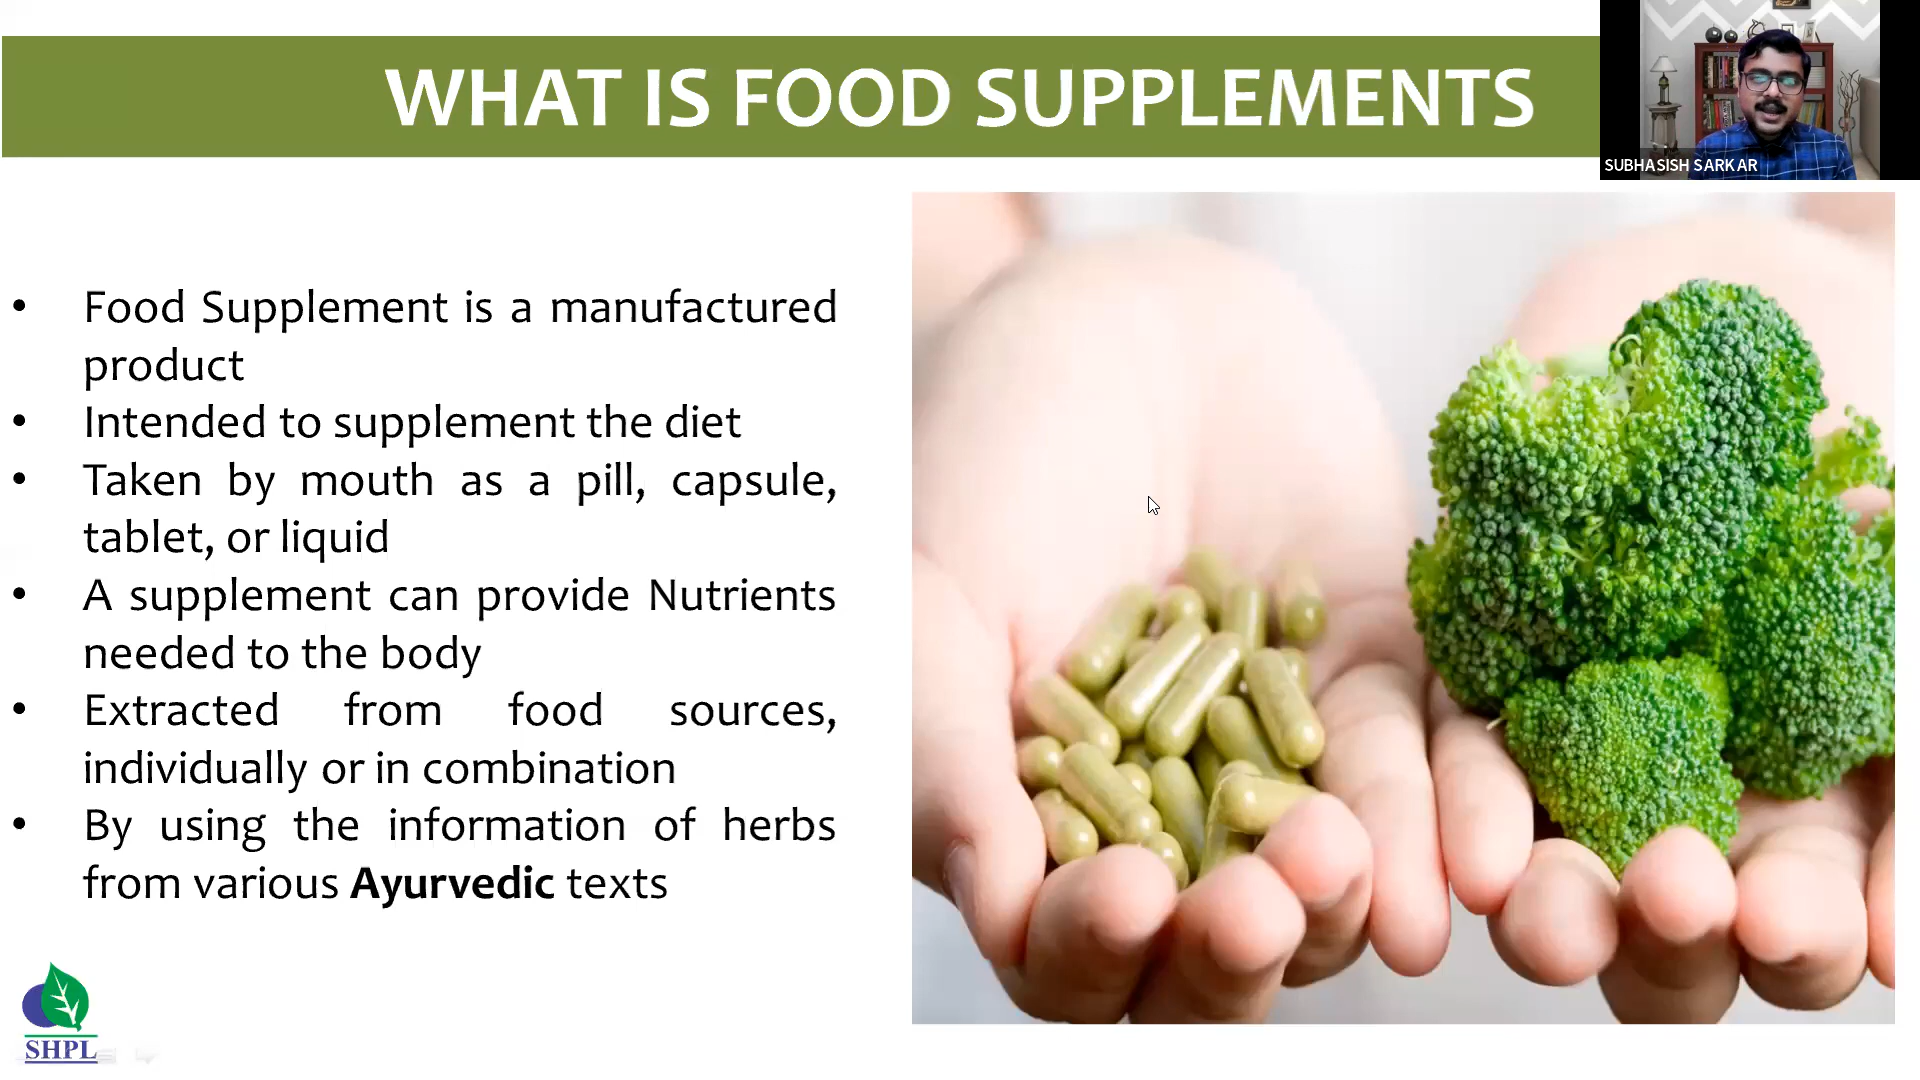 WHAT IS FOOD SUPPLEMENTS
SUBHASISH SARKAR
• Food Supplement is a manufactured
product
• Intended to supplement the diet
• Taken by mouth as a pill, capsule,
tablet, or liquid
• A supplement can provide Nutrients
needed to the body
• Extracted from food sources,
individually or in combination
• By using the information of herbs
from various Ayurvedic texts
SHPL